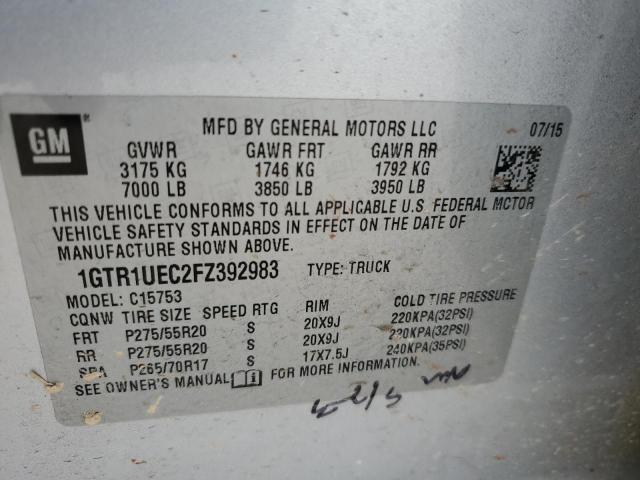 GM
MFD BY GENERAL MOTORS LLC 07/15
GVWR GAWR FRT GAWR RR
3175 KG 1746 KG 1792 KG
7000 LB 3850 LB 3950 LB
THIS VEHICLE CONFORMS TO ALL APPLICABLE U.S. FEDERAL MOTOR
VEHICLE SAFETY STANDARDS IN EFFECT ON THE DATE OF
MANUFACTURE SHOWN ABOVE.
1GTR1UEC2FZ392983 TYPE: TRUCK
MODEL: C15753
CQNW TIRE SIZE SPEED RTG RIM COLD TIRE PRESSURE
FRT P275/55R20 S 20X9J 220KPA(32PSI)
RR P275/55R20 S 20X9J 220KPA(32PSI)
SPA P265/70R17 S 17X7.5J 240KPA(35PSI)
SEE OWNER'S MANUAL FOR MORE INFORMATION.